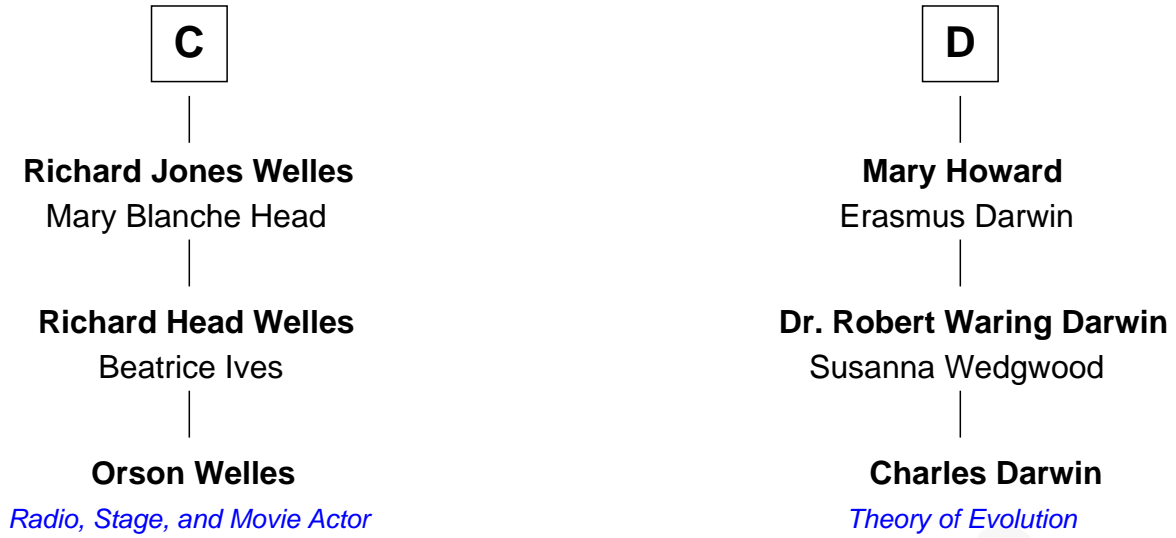 C
Richard Jones Welles
Mary Blanche Head
Richard Head Welles
Beatrice Ives
Orson Welles
Radio, Stage, and Movie Actor
D
Mary Howard
Erasmus Darwin
Dr. Robert Waring Darwin
Susanna Wedgwood
Charles Darwin
Theory of Evolution